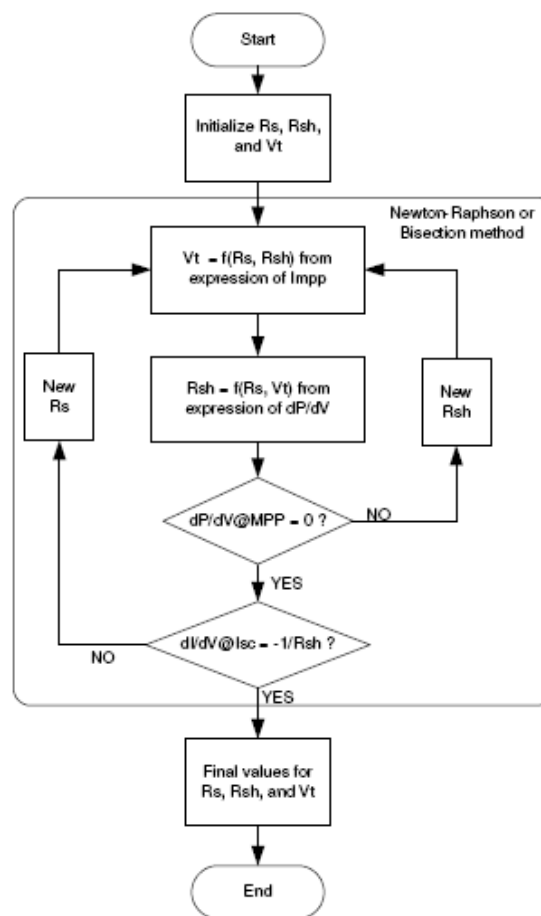 Start
Initialize Rs, Rsh,
and Vt
Newton-Raphson or
Bisection method
Vt = f(Rs, Rsh) from
expression of Impp
New
Rs
Rsh = f(Rs, Vt) from
expression of dP/dV
New
Rsh
dP/dV@MPP = 0 ?
NO
YES
dI/dV@Isc = -1/Rsh ?
NO
YES
Final values for
Rs, Rsh, and Vt
End